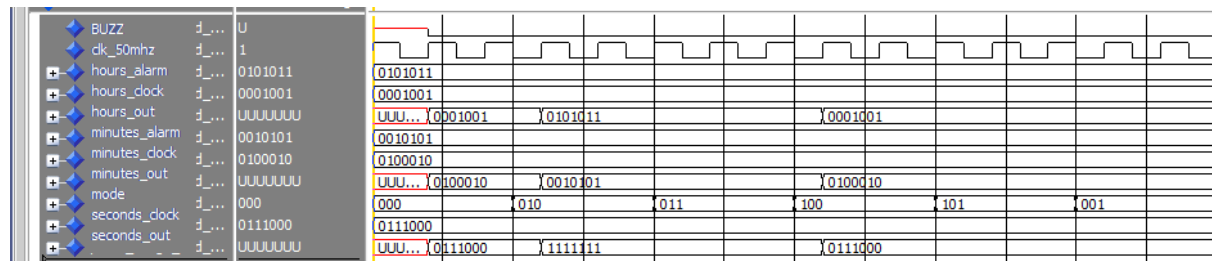 BUZZ d_... U
clk_50mhz d_... 1
hours_alarm d_... 0101011 0101011
hours_clock d_... 0001001 0001001
hours_out d_... UUUUUUU UUU... 0001001 0101011 0001001
minutes_alarm d_... 0010101 0010101
minutes_clock d_... 0100010 0100010
minutes_out d_... UUUUUUU UUU... 0100010 0010101 0100010
mode d_... 000 000 010 011 100 101 001
seconds_clock d_... 0111000 0111000
seconds_out d_... UUUUUUU UUU... 0111000 1111111 0111000